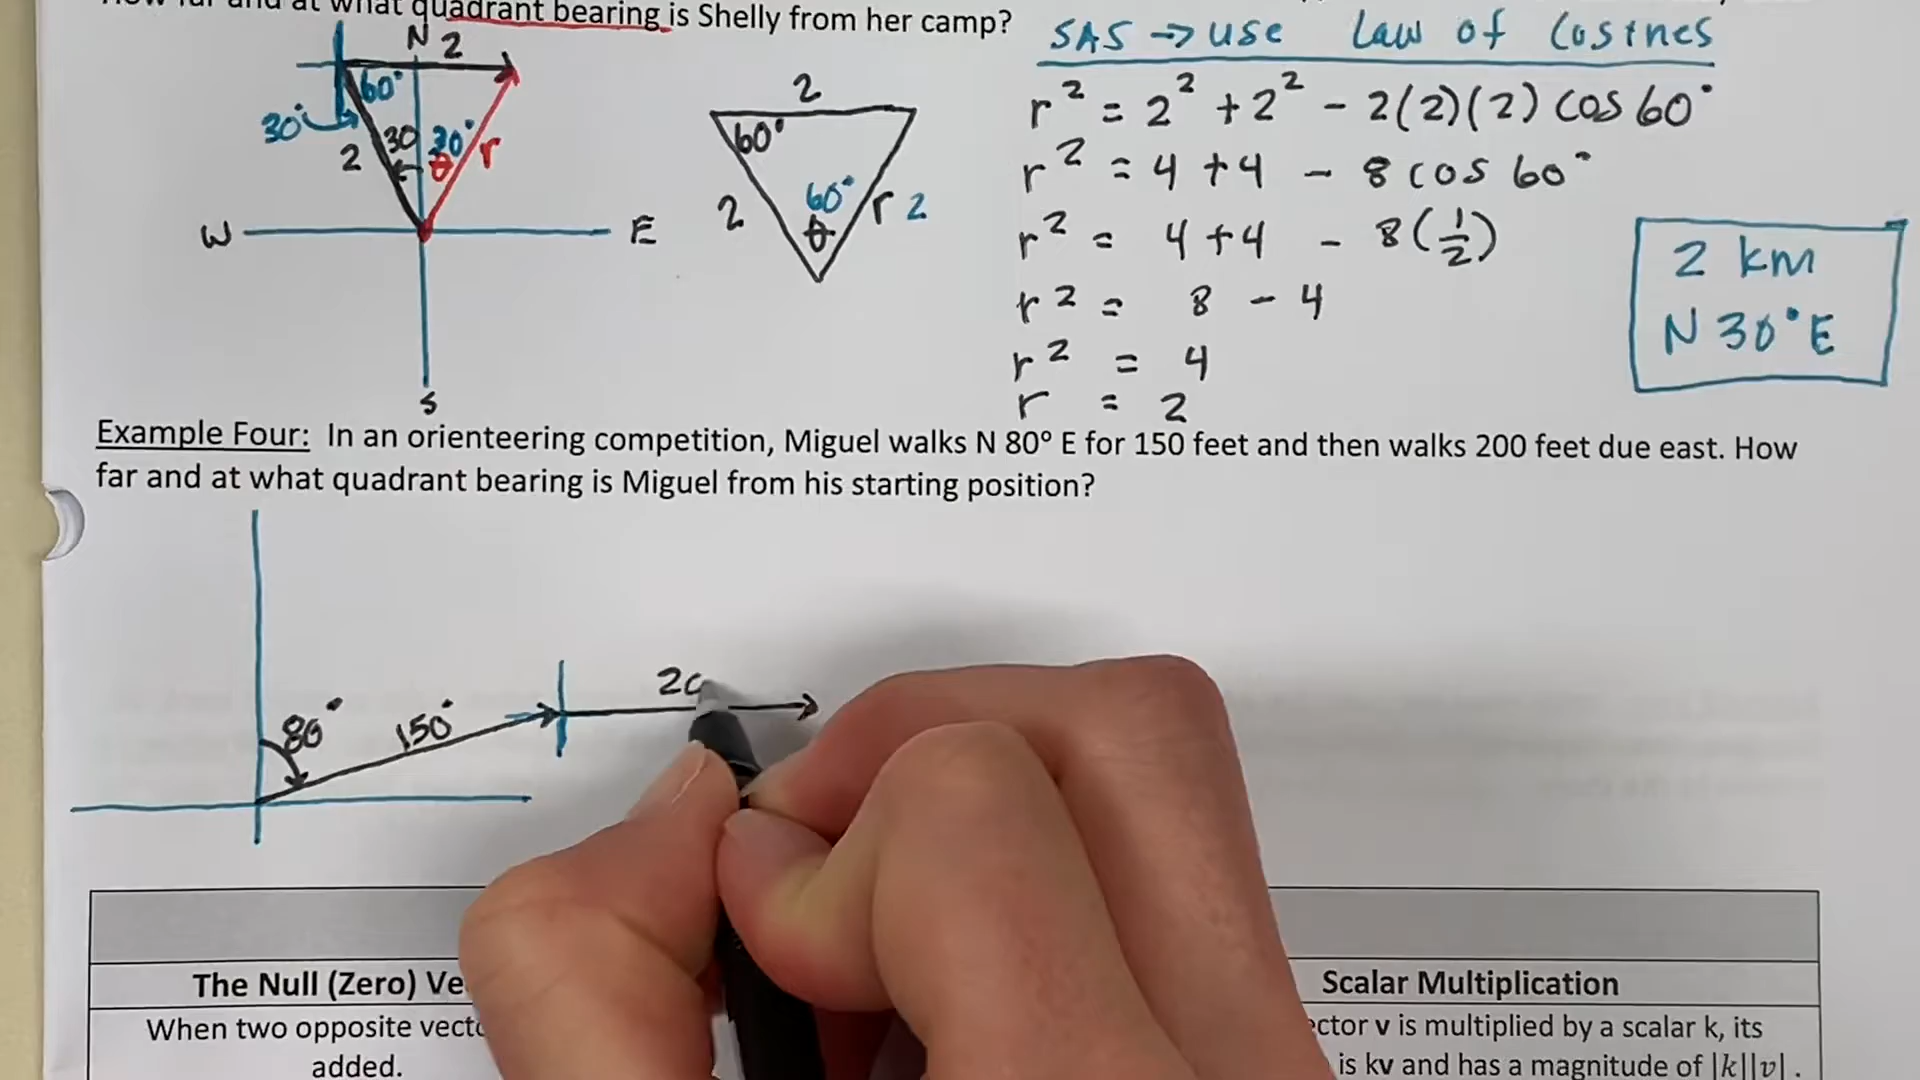 quadrant bearing is Shelly from her camp?
SAS → use Law of Cosines
N 2
60°
30°
30 30°
2 θ r
W E
S
2
60°
60°
2 θ r 2
r² = 2² + 2² - 2(2)(2) cos 60°
r² = 4 + 4 - 8 cos 60°
r² = 4 + 4 - 8(1/2)
r² = 8 - 4
r² = 4
r = 2
2 km
N 30° E
Example Four: In an orienteering competition, Miguel walks N 80º E for 150 feet and then walks 200 feet due east. How
far and at what quadrant bearing is Miguel from his starting position?
80° 150°
20
The Null (Zero) Ve
Scalar Multiplication
When two opposite vect
added.
ctor v is multiplied by a scalar k, its
is kv and has a magnitude of |k||v|.